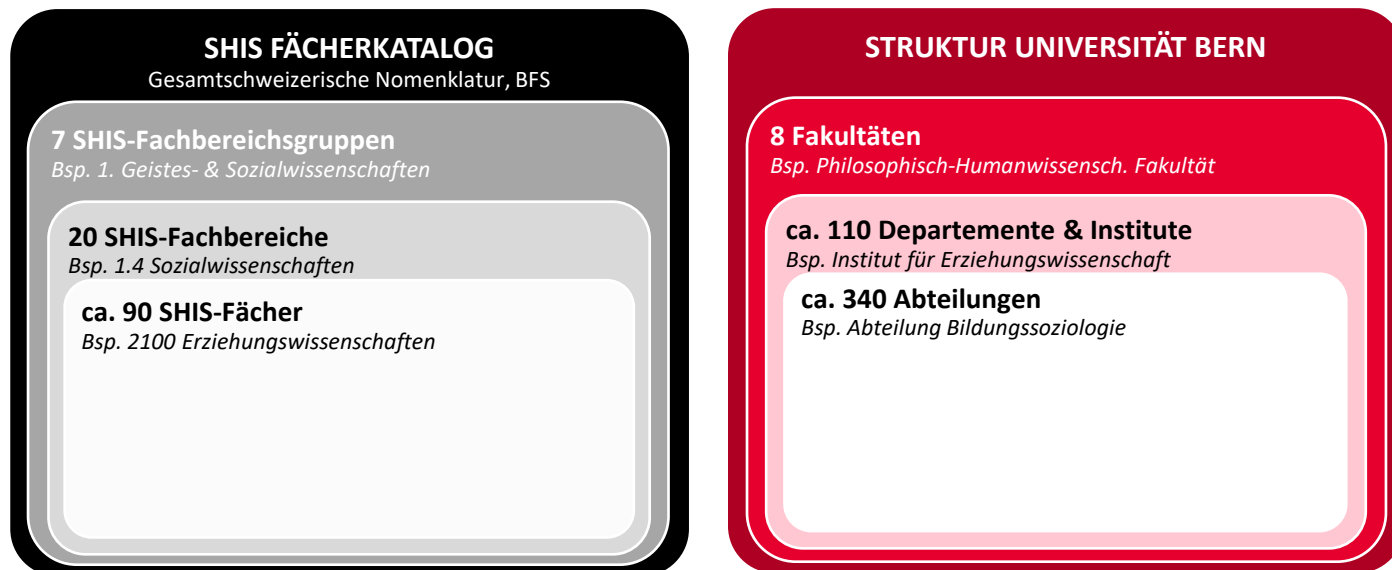 SHIS FÄCHERKATALOG
Gesamtschweizerische Nomenklatur, BFS
7 SHIS-Fachbereichsgruppen
Bsp. 1. Geistes- & Sozialwissenschaften
20 SHIS-Fachbereiche
Bsp. 1.4 Sozialwissenschaften
ca. 90 SHIS-Fächer
Bsp. 2100 Erziehungswissenschaften
STRUKTUR UNIVERSITÄT BERN
8 Fakultäten
Bsp. Philosophisch-Humanwissensch. Fakultät
ca. 110 Departemente & Institute
Bsp. Institut für Erziehungswissenschaft
ca. 340 Abteilungen
Bsp. Abteilung Bildungssoziologie